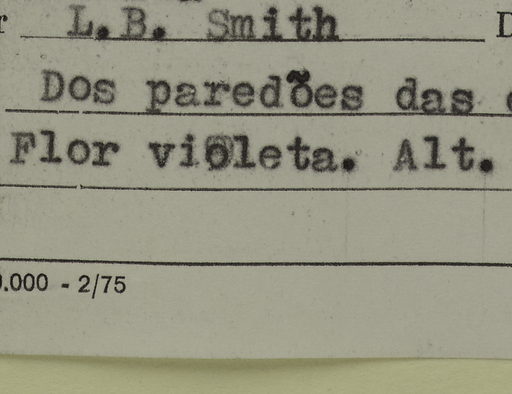 L.B. Smith
Dos paredões das
Flor violeta. Alt.
.000 - 2/75